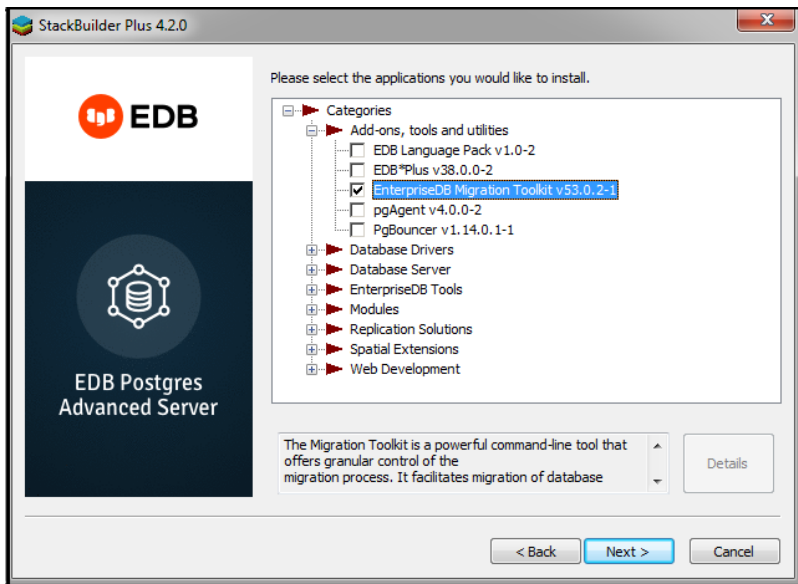 StackBuilder Plus 4.2.0
EDB
EDB Postgres
Advanced Server
Please select the applications you would like to install.
Categories
Add-ons, tools and utilities
EDB Language Pack v1.0-2
EDB*Plus v38.0.0-2
EnterpriseDB Migration Toolkit v53.0.2-1
pgAgent v4.0.0-2
PgBouncer v1.14.0.1-1
Database Drivers
Database Server
EnterpriseDB Tools
Modules
Replication Solutions
Spatial Extensions
Web Development
The Migration Toolkit is a powerful command-line tool that
offers granular control of the
migration process. It facilitates migration of database
Details
< Back
Next >
Cancel